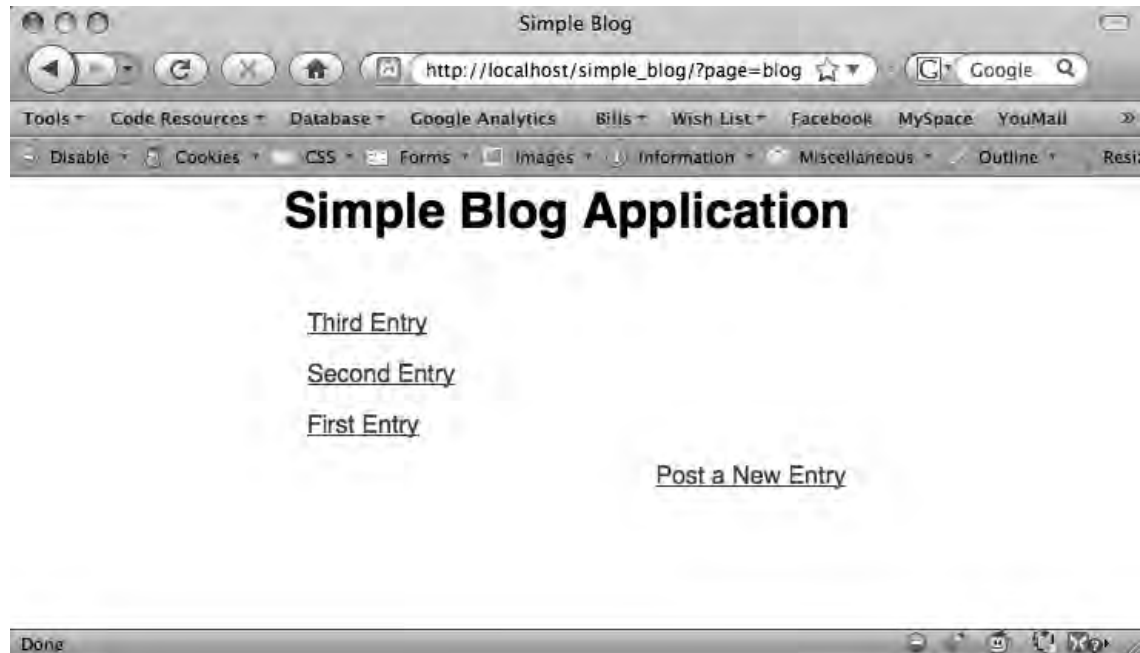 Simple Blog
http://localhost/simple_blog/?page=blog
Google
Tools Code Resources Database Google Analytics Bills Wish List Facebook MySpace YouMail
Disable Cookies CSS Forms Images Information Miscellaneous Outline Resi
Simple Blog Application
Third Entry
Second Entry
First Entry
Post a New Entry
Done